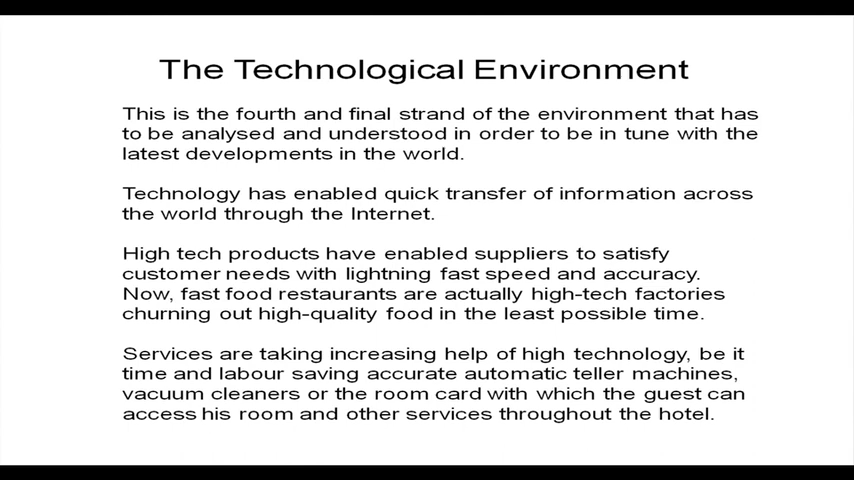 The Technological Environment
This is the fourth and final strand of the environment that has
to be analysed and understood in order to be in tune with the
latest developments in the world.
Technology has enabled quick transfer of information across
the world through the Internet.
High tech products have enabled suppliers to satisfy
customer needs with lightning fast speed and accuracy.
Now, fast food restaurants are actually high-tech factories
churning out high-quality food in the least possible time.
Services are taking increasing help of high technology, be it
time and labour saving accurate automatic teller machines,
vacuum cleaners or the room card with which the guest can
access his room and other services throughout the hotel.